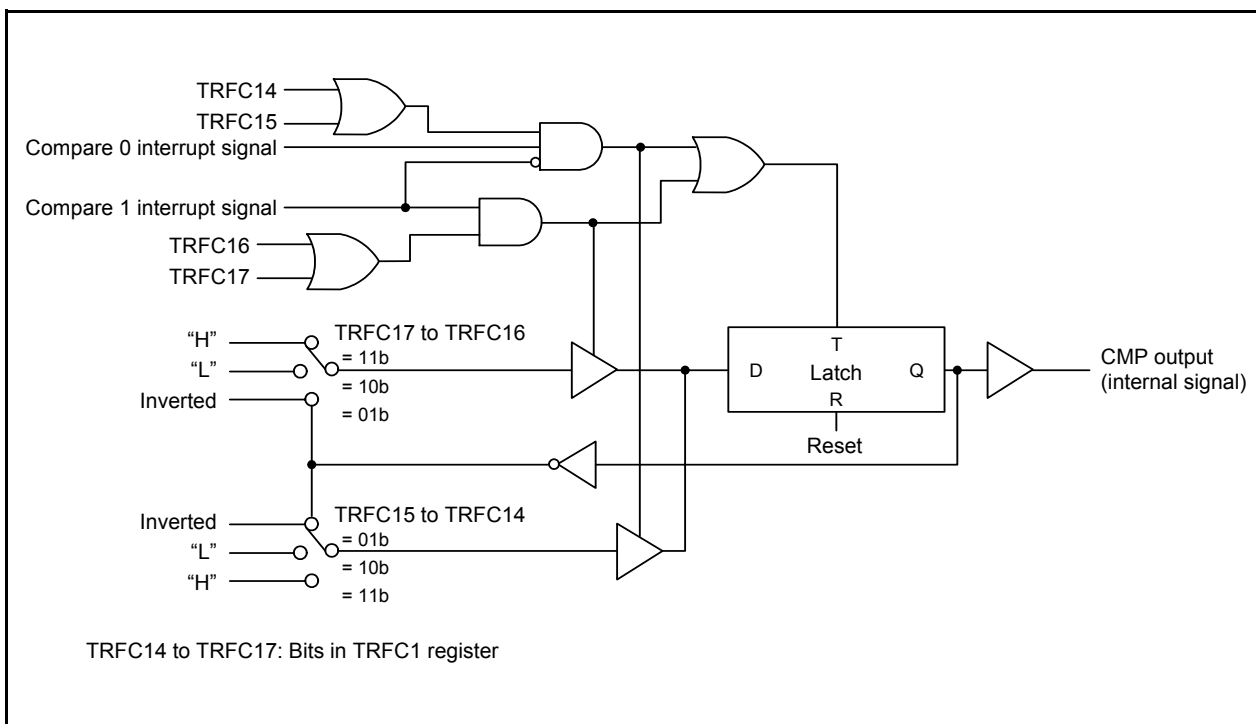 TRFC14
TRFC15
Compare 0 interrupt signal
Compare 1 interrupt signal
TRFC16
TRFC17
“H”
TRFC17 to TRFC16
= 11b
“L”
= 10b
Inverted
= 01b
T
D
Latch
Q
R
Reset
CMP output
(internal signal)
Inverted
TRFC15 to TRFC14
= 01b
“L”
= 10b
“H”
= 11b
TRFC14 to TRFC17: Bits in TRFC1 register